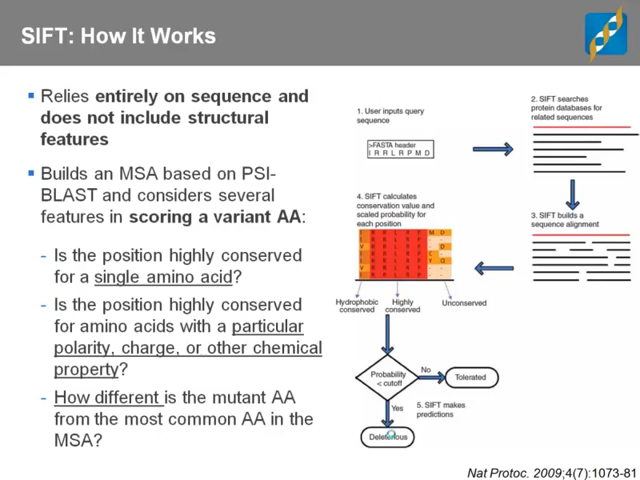 SIFT: How It Works
Relies entirely on sequence and
does not include structural
features
Builds an MSA based on PSI-
BLAST and considers several
features in scoring a variant AA:
- Is the position highly conserved
for a single amino acid?
- Is the position highly conserved
for amino acids with a particular
polarity, charge, or other chemical
property?
- How different is the mutant AA
from the most common AA in the
MSA?
1. User inputs query
sequence
>FASTA header
I R R L R P M D
2. SIFT searches
protein databases for
related sequences
3. SIFT builds a
sequence alignment
4. SIFT calculates
conservation value and
scaled probability for
each position
Hydrophobic
conserved
Highly
conserved
Unconserved
Probability
< cutoff
No
Tolerated
Yes
5. SIFT makes
predictions
Deleterious
Nat Protoc. 2009;4(7):1073-81